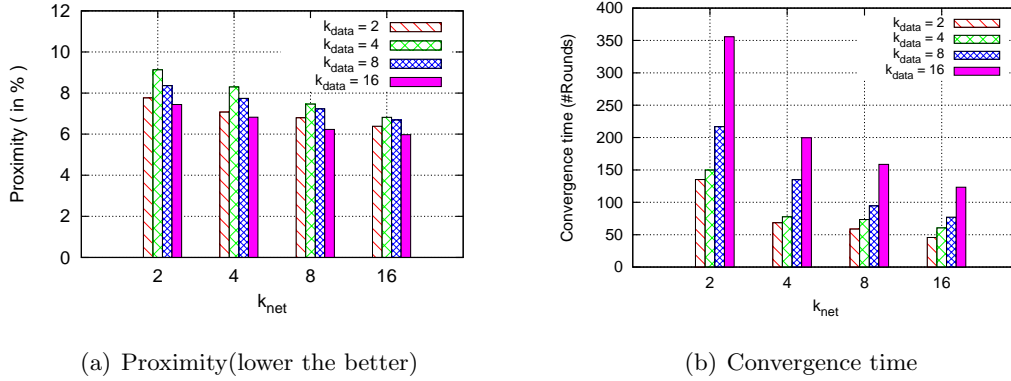 12
10
8
6
4
2
0
Proximity ( in % )
k_data = 2
k_data = 4
k_data = 8
k_data = 16
2 4 8 16
k_net
(a) Proximity(lower the better)
400
350
300
250
200
150
100
50
0
Convergence time (#Rounds)
k_data = 2
k_data = 4
k_data = 8
k_data = 16
2 4 8 16
k_net
(b) Convergence time